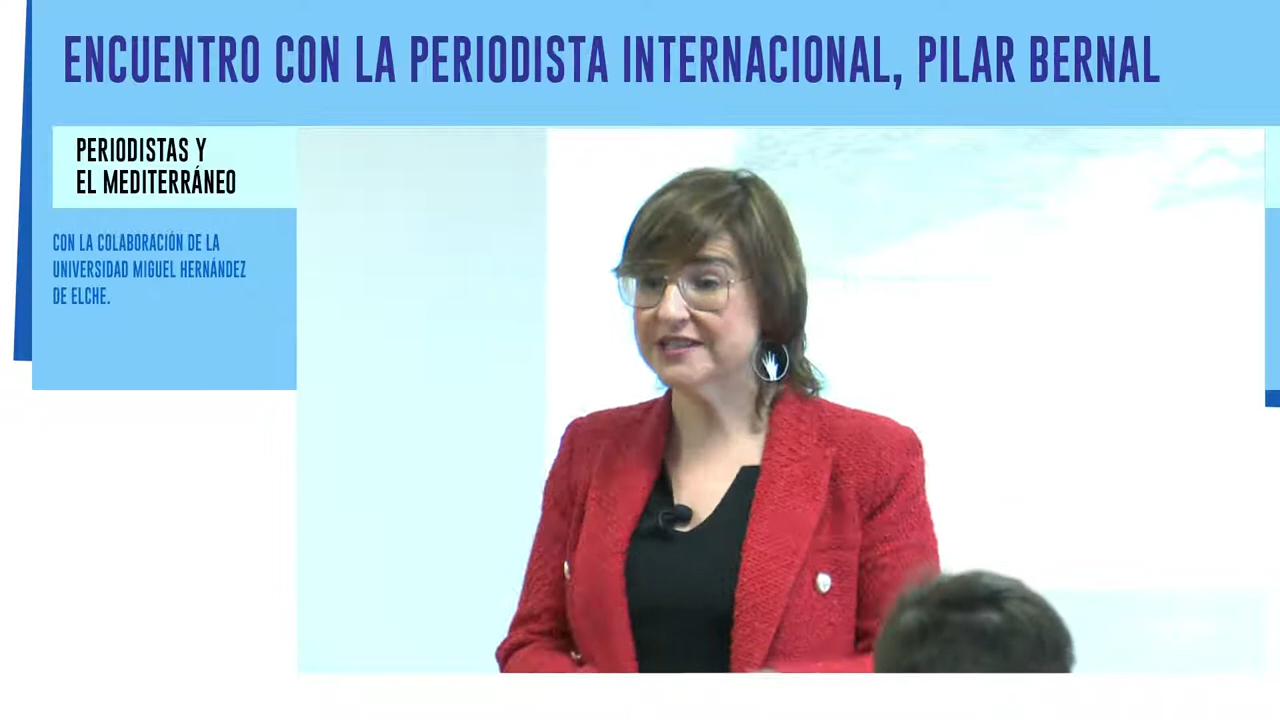 ENCUENTRO CON LA PERIODISTA INTERNACIONAL, PILAR BERNAL
PERIODISTAS Y
EL MEDITERRÁNEO
CON LA COLABORACIÓN DE LA
UNIVERSIDAD MIGUEL HERNÁNDEZ
DE ELCHE.